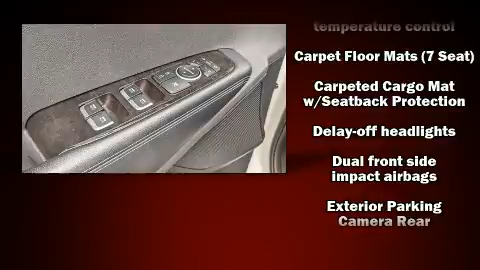 temperature control
Carpet Floor Mats (7 Seat)
Carpeted Cargo Mat
w/Seatback Protection
Delay-off headlights
Dual front side
impact airbags
Exterior Parking
Camera Rear